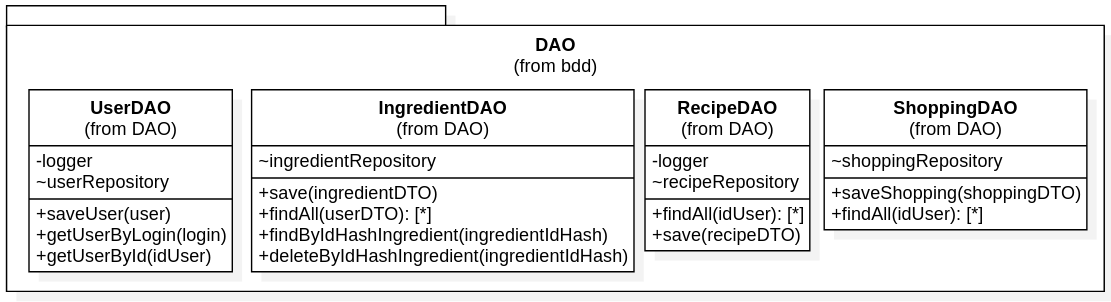 DAO
(from bdd)
UserDAO
(from DAO)
-logger
~userRepository
+saveUser(user)
+getUserByLogin(login)
+getUserById(idUser)
IngredientDAO
(from DAO)
~ingredientRepository
+save(ingredientDTO)
+findAll(userDTO): [*]
+findByIdHashIngredient(ingredientIdHash)
+deleteByIdHashIngredient(ingredientIdHash)
RecipeDAO
(from DAO)
-logger
~recipeRepository
+findAll(idUser): [*]
+save(recipeDTO)
ShoppingDAO
(from DAO)
~shoppingRepository
+saveShopping(shoppingDTO)
+findAll(idUser): [*]